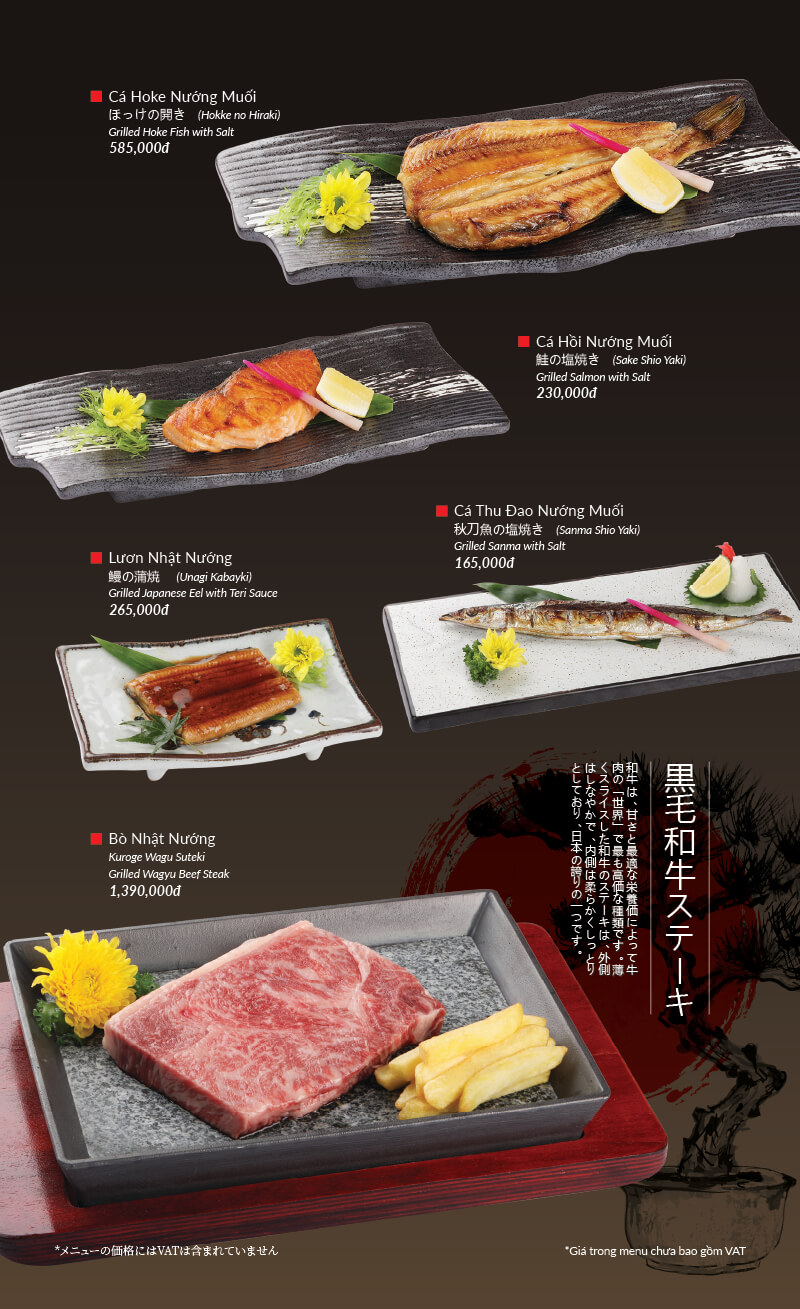 Cá Hoke Nướng Muối
ほっけの開き (Hokke no Hiraki)
Grilled Hoke Fish with Salt
585,000đ
Cá Hồi Nướng Muối
鮭の塩焼き (Sake Shio Yaki)
Grilled Salmon with Salt
230,000đ
Cá Thu Đao Nướng Muối
秋刀魚の塩焼き (Sanma Shio Yaki)
Grilled Sanma with Salt
165,000đ
Lươn Nhật Nướng
鰻の蒲焼 (Unagi Kabayki)
Grilled Japanese Eel with Teri Sauce
265,000đ
黒毛和牛ステーキ
和牛は、甘さと最適な栄養価によって牛
肉の「世界」で最も高価な種類です。薄
くスライスした和牛のステーキは、外側
はしなやかで、内側は柔らかくしっとり
としており、日本の誇りの一つです。
Bò Nhật Nướng
Kuroge Wagu Suteki
Grilled Wagyu Beef Steak
1,390,000đ
*メニューの価格にはVATは含まれていません
*Giá trong menu chưa bao gồm VAT